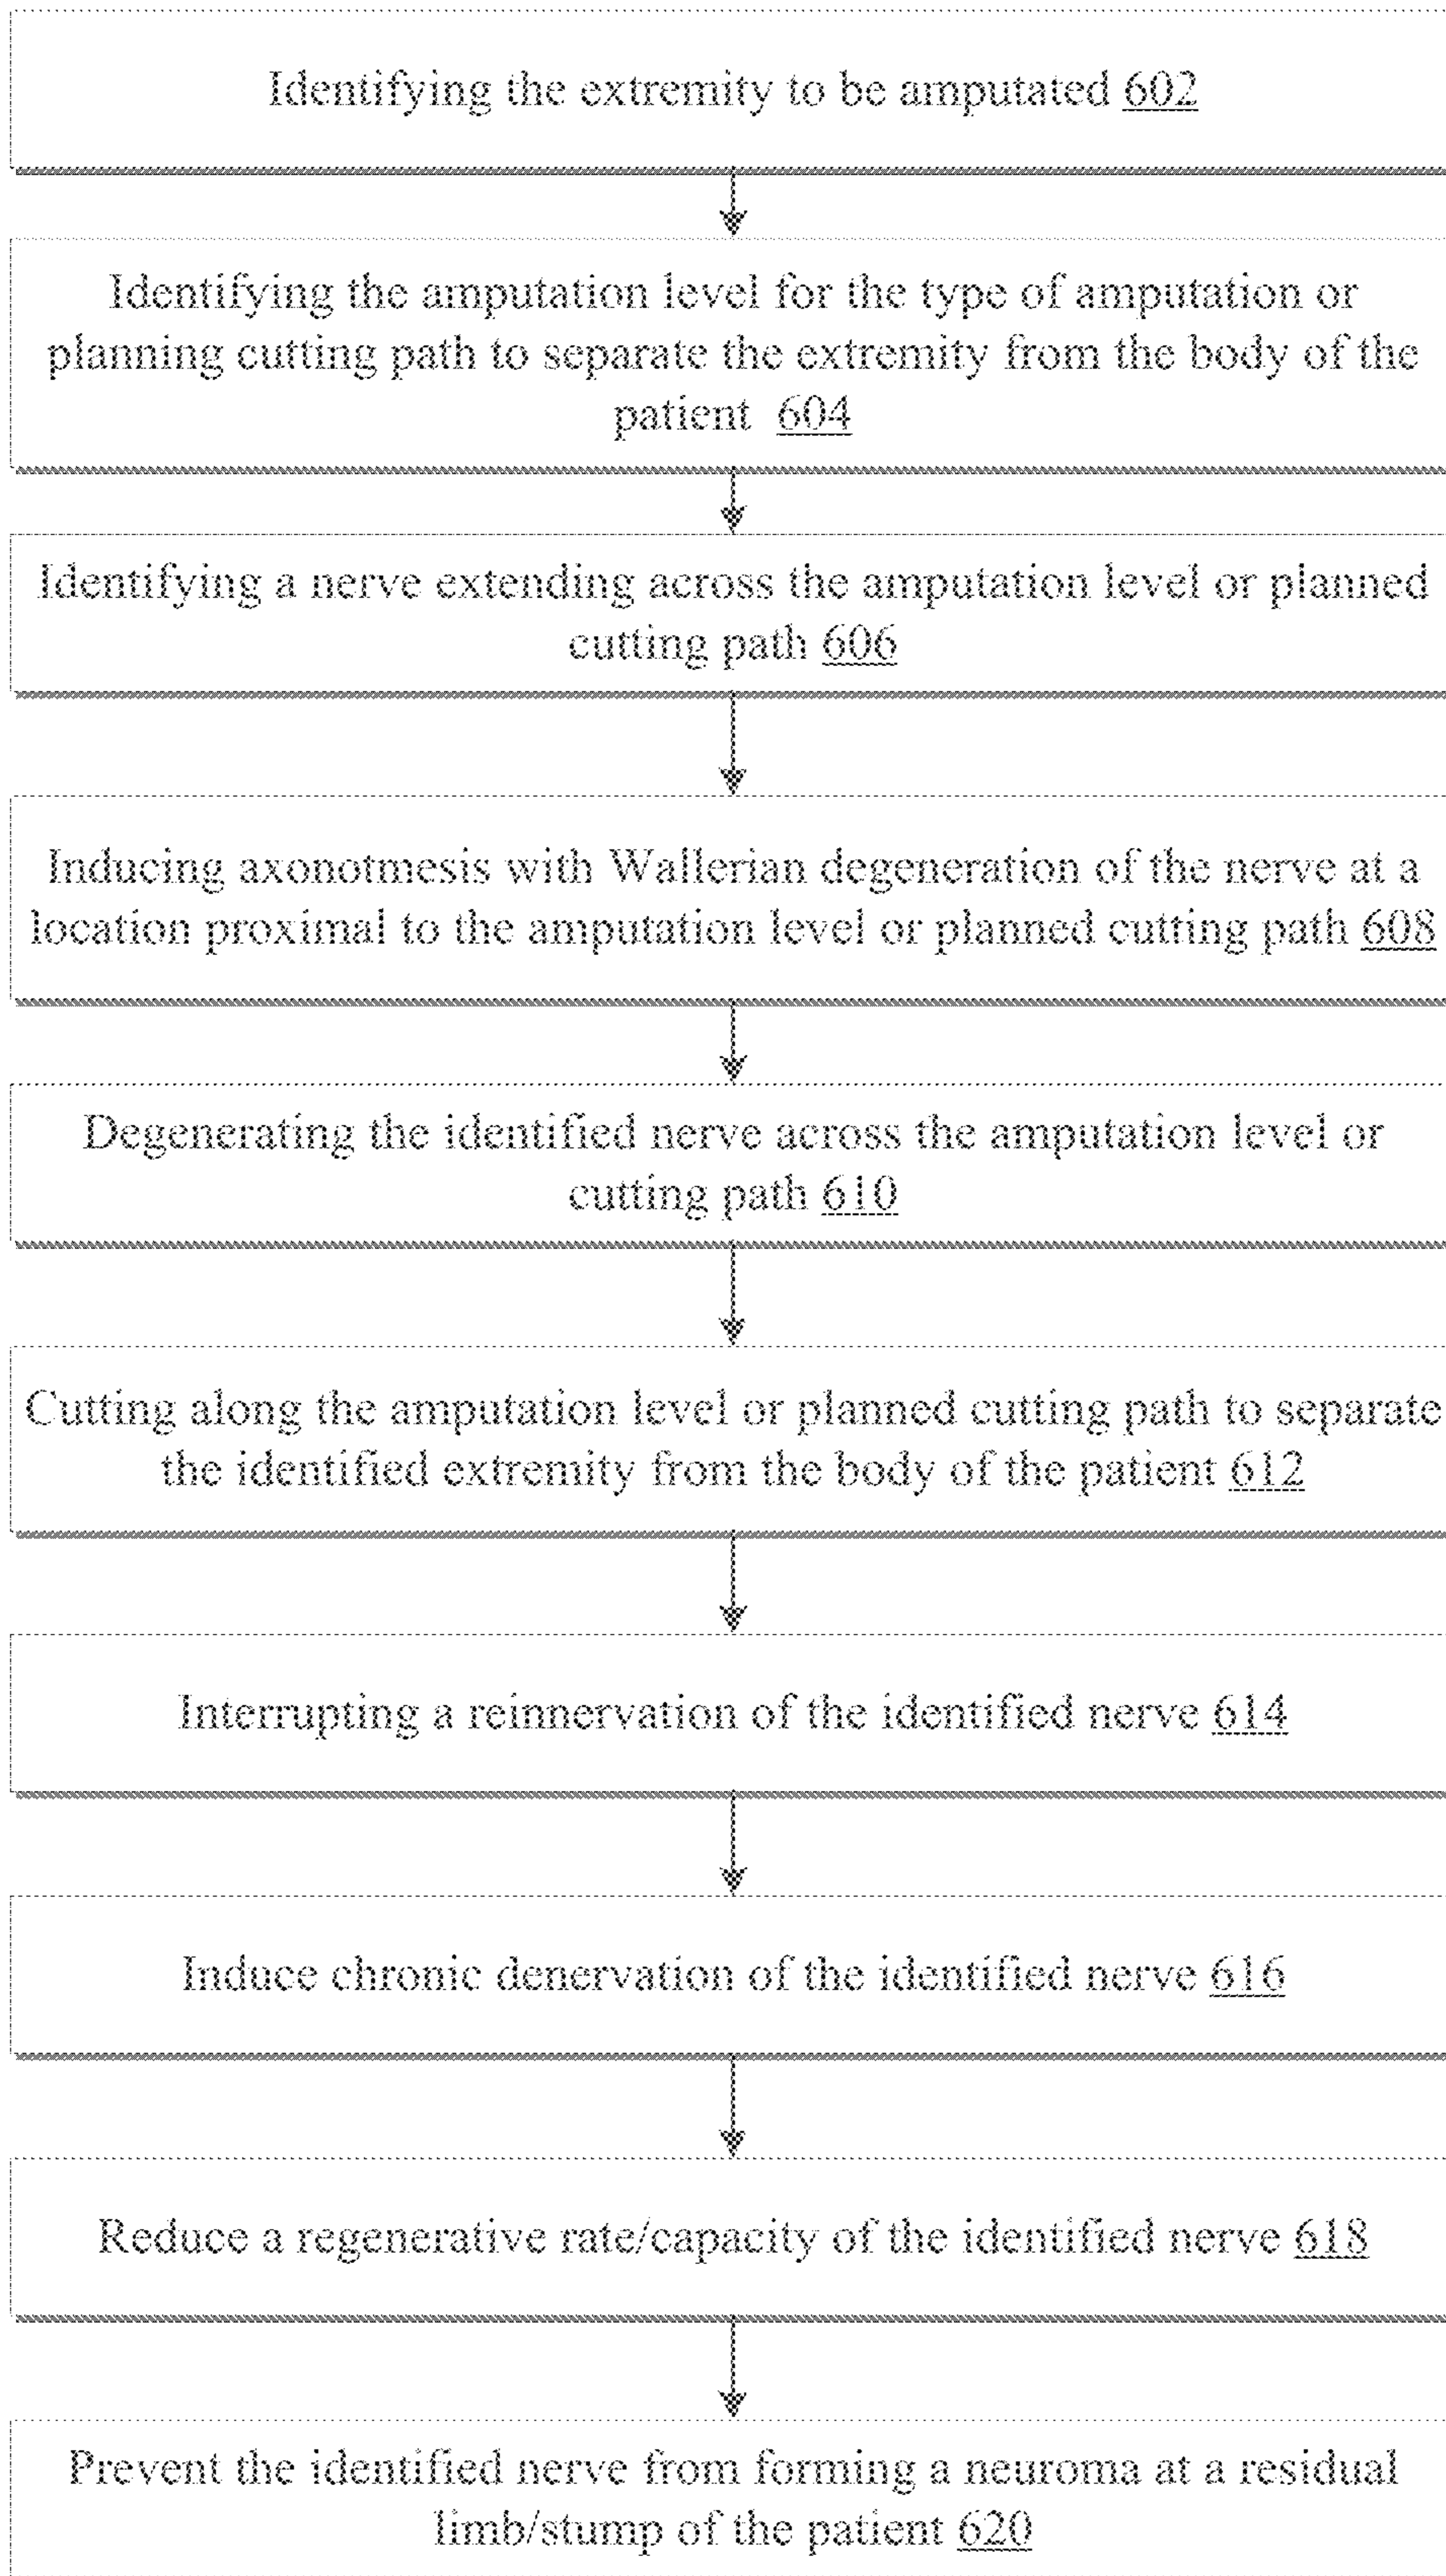 Identifying the extremity to be amputated 602
Identifying the amputation level for the type of amputation or
planning cutting path to separate the extremity from the body of the
patient 604
Identifying a nerve extending across the amputation level or planned
cutting path 606
Inducing axonotmesis with Wallerian degeneration of the nerve at a
location proximal to the amputation level or planned cutting path 608
Degenerating the identified nerve across the amputation level or
cutting path 610
Cutting along the amputation level or planned cutting path to separate
the identified extremity from the body of the patient 612
Interrupting a reinnervation of the identified nerve 614
Induce chronic denervation of the identified nerve 616
Reduce a regenerative rate/capacity of the identified nerve 618
Prevent the identified nerve from forming a neuroma at a residual
limb/stump of the patient 620